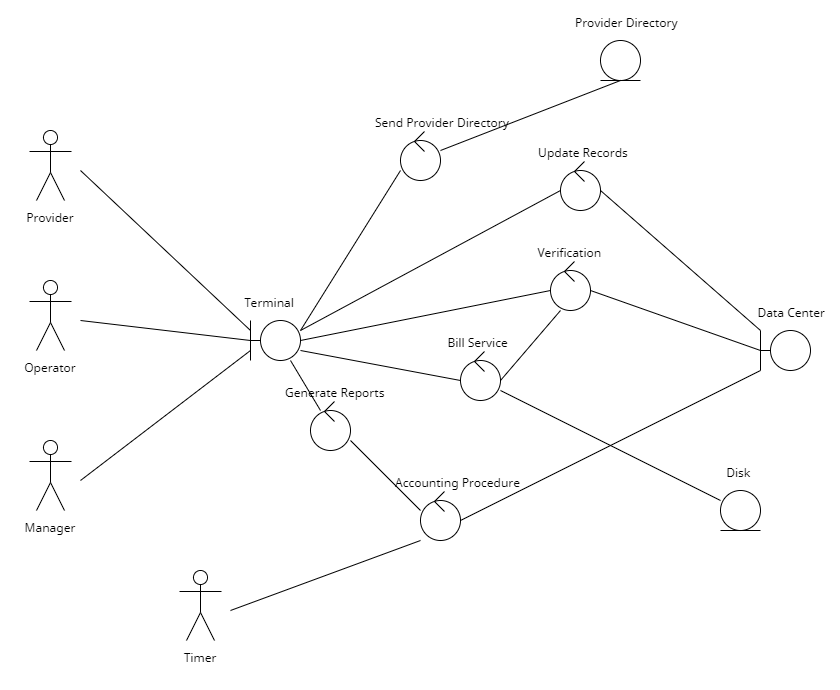 Provider Directory
Send Provider Directory
Update Records
Provider
Verification
Terminal
Data Center
Bill Service
Operator
Generate Reports
Disk
Accounting Procedure
Manager
Timer